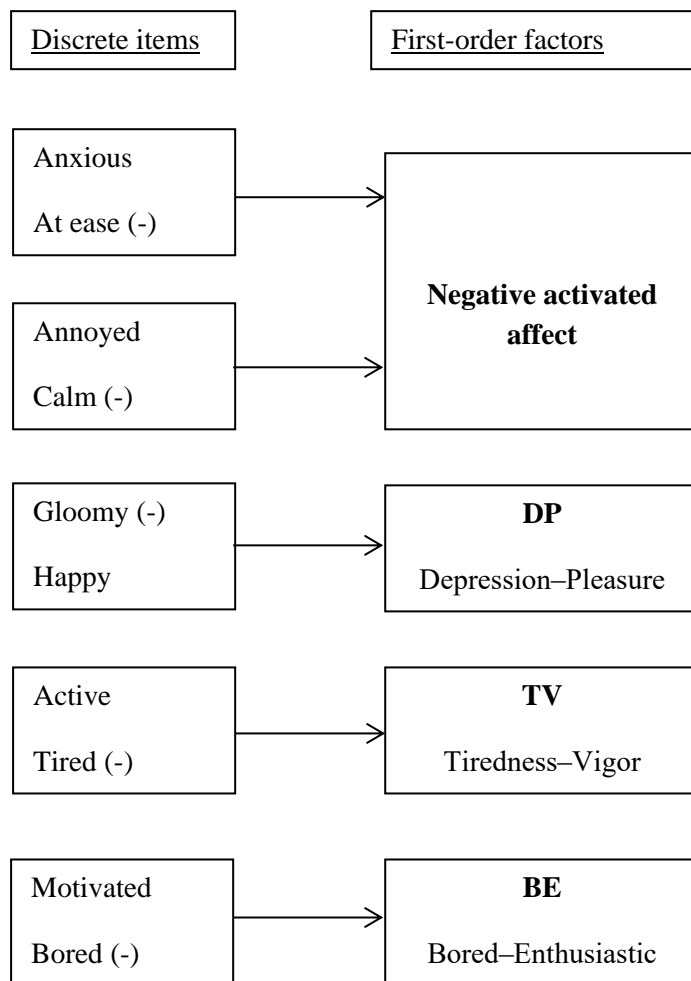 Discrete items
First-order factors
Anxious
At ease (-)
Annoyed
Calm (-)
Negative activated
affect
Gloomy (-)
Happy
DP
Depression–Pleasure
Active
Tired (-)
TV
Tiredness–Vigor
Motivated
Bored (-)
BE
Bored–Enthusiastic